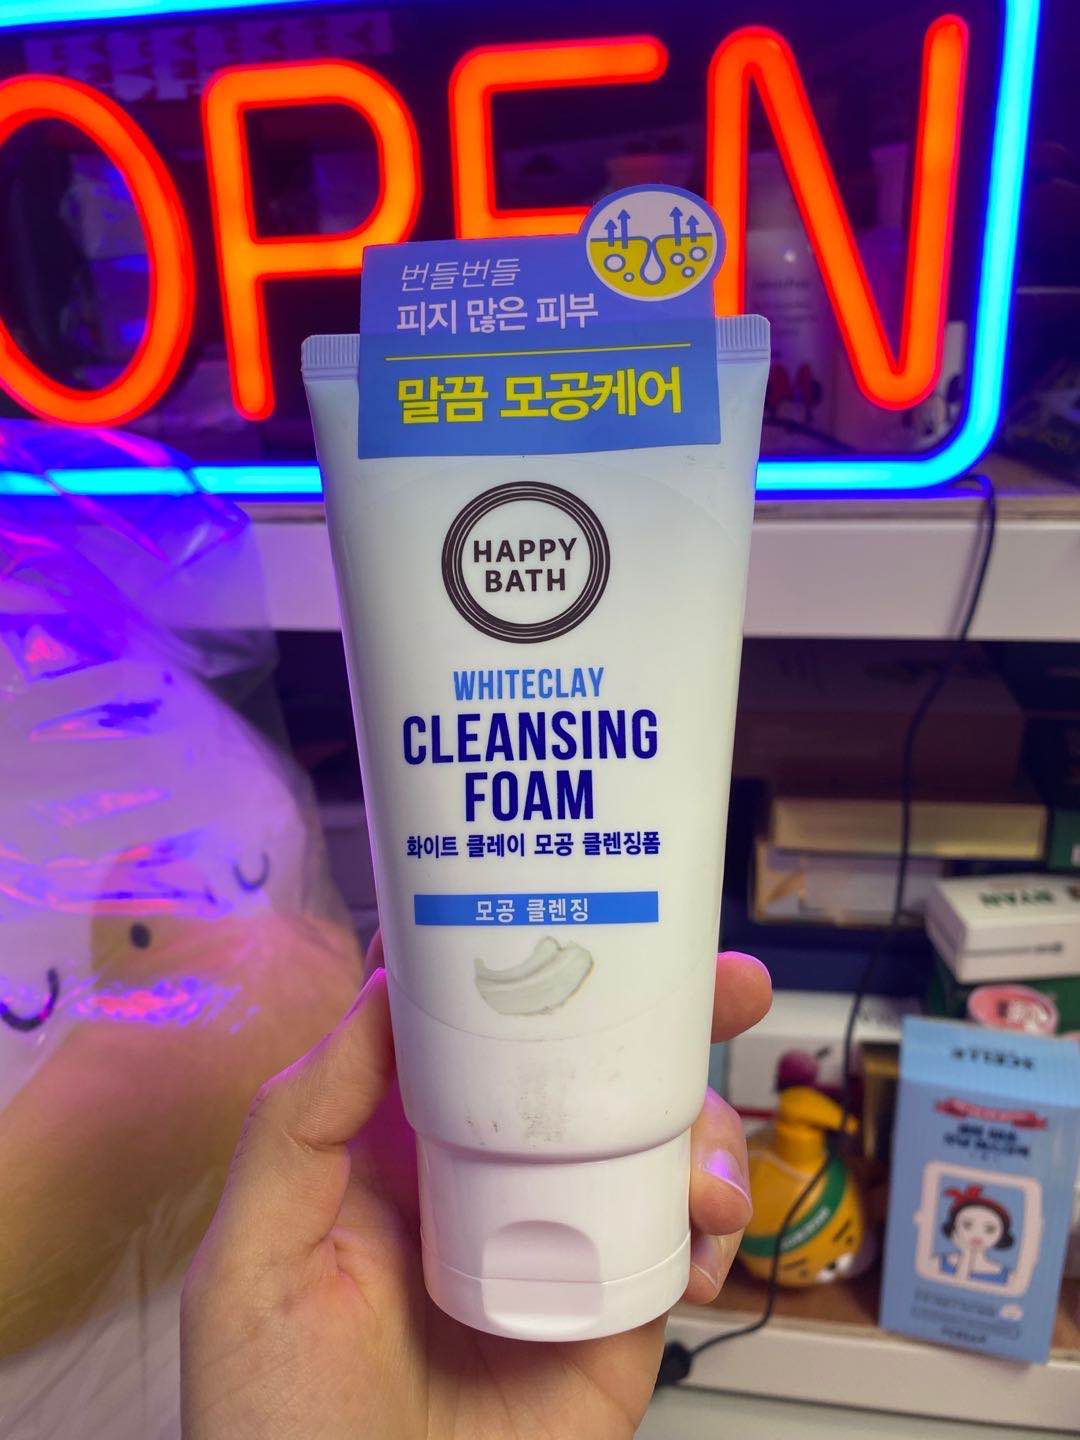 OPEN
번들번들
피지 많은 피부
말끔 모공케어
HAPPY
BATH
WHITECLAY
CLEANSING
FOAM
화이트 클레이 모공 클렌징폼
모공 클렌징